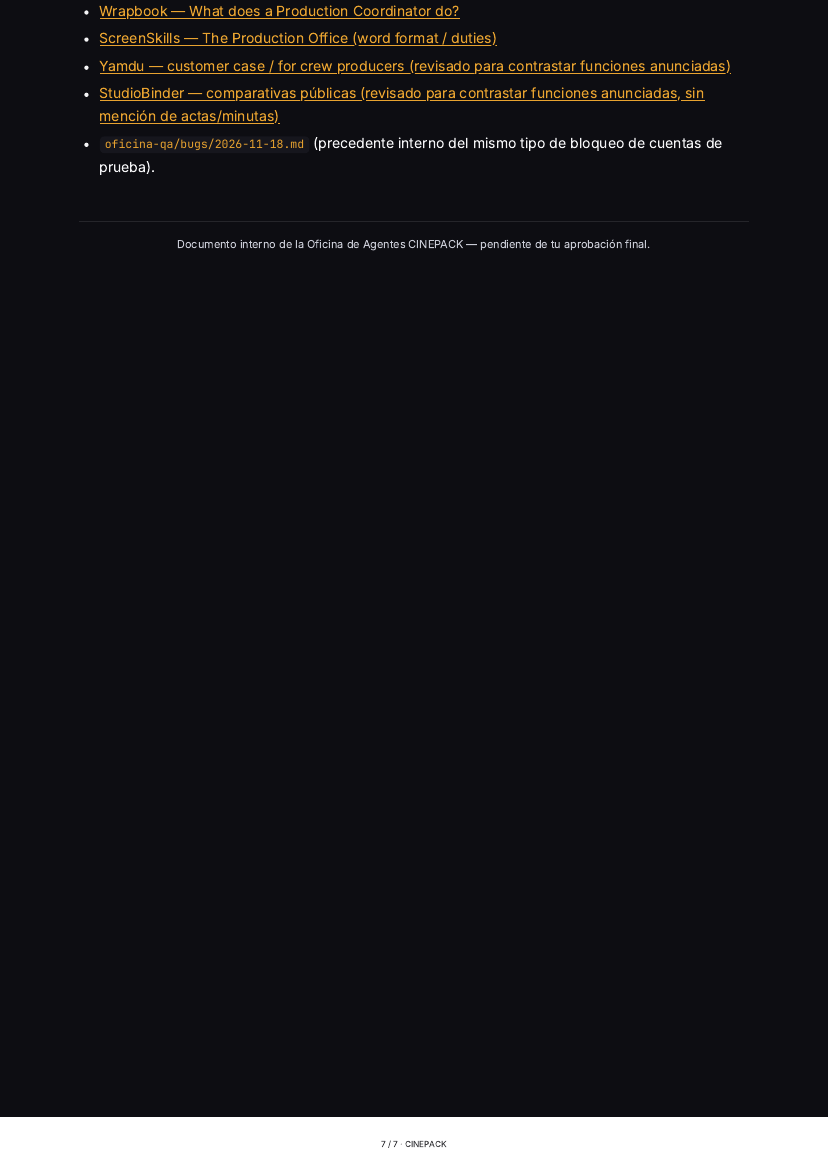 • Wrapbook — What does a Production Coordinator do?
• ScreenSkills — The Production Office (word format / duties)
• Yamdu — customer case / for crew producers (revisado para contrastar funciones anunciadas)
• StudioBinder — comparativas públicas (revisado para contrastar funciones anunciadas, sin
mención de actas/minutas)
• oficina-qa/bugs/2026-11-18.md (precedente interno del mismo tipo de bloqueo de cuentas de
prueba).
Documento interno de la Oficina de Agentes CINEPACK — pendiente de tu aprobación final.
7 / 7 · CINEPACK